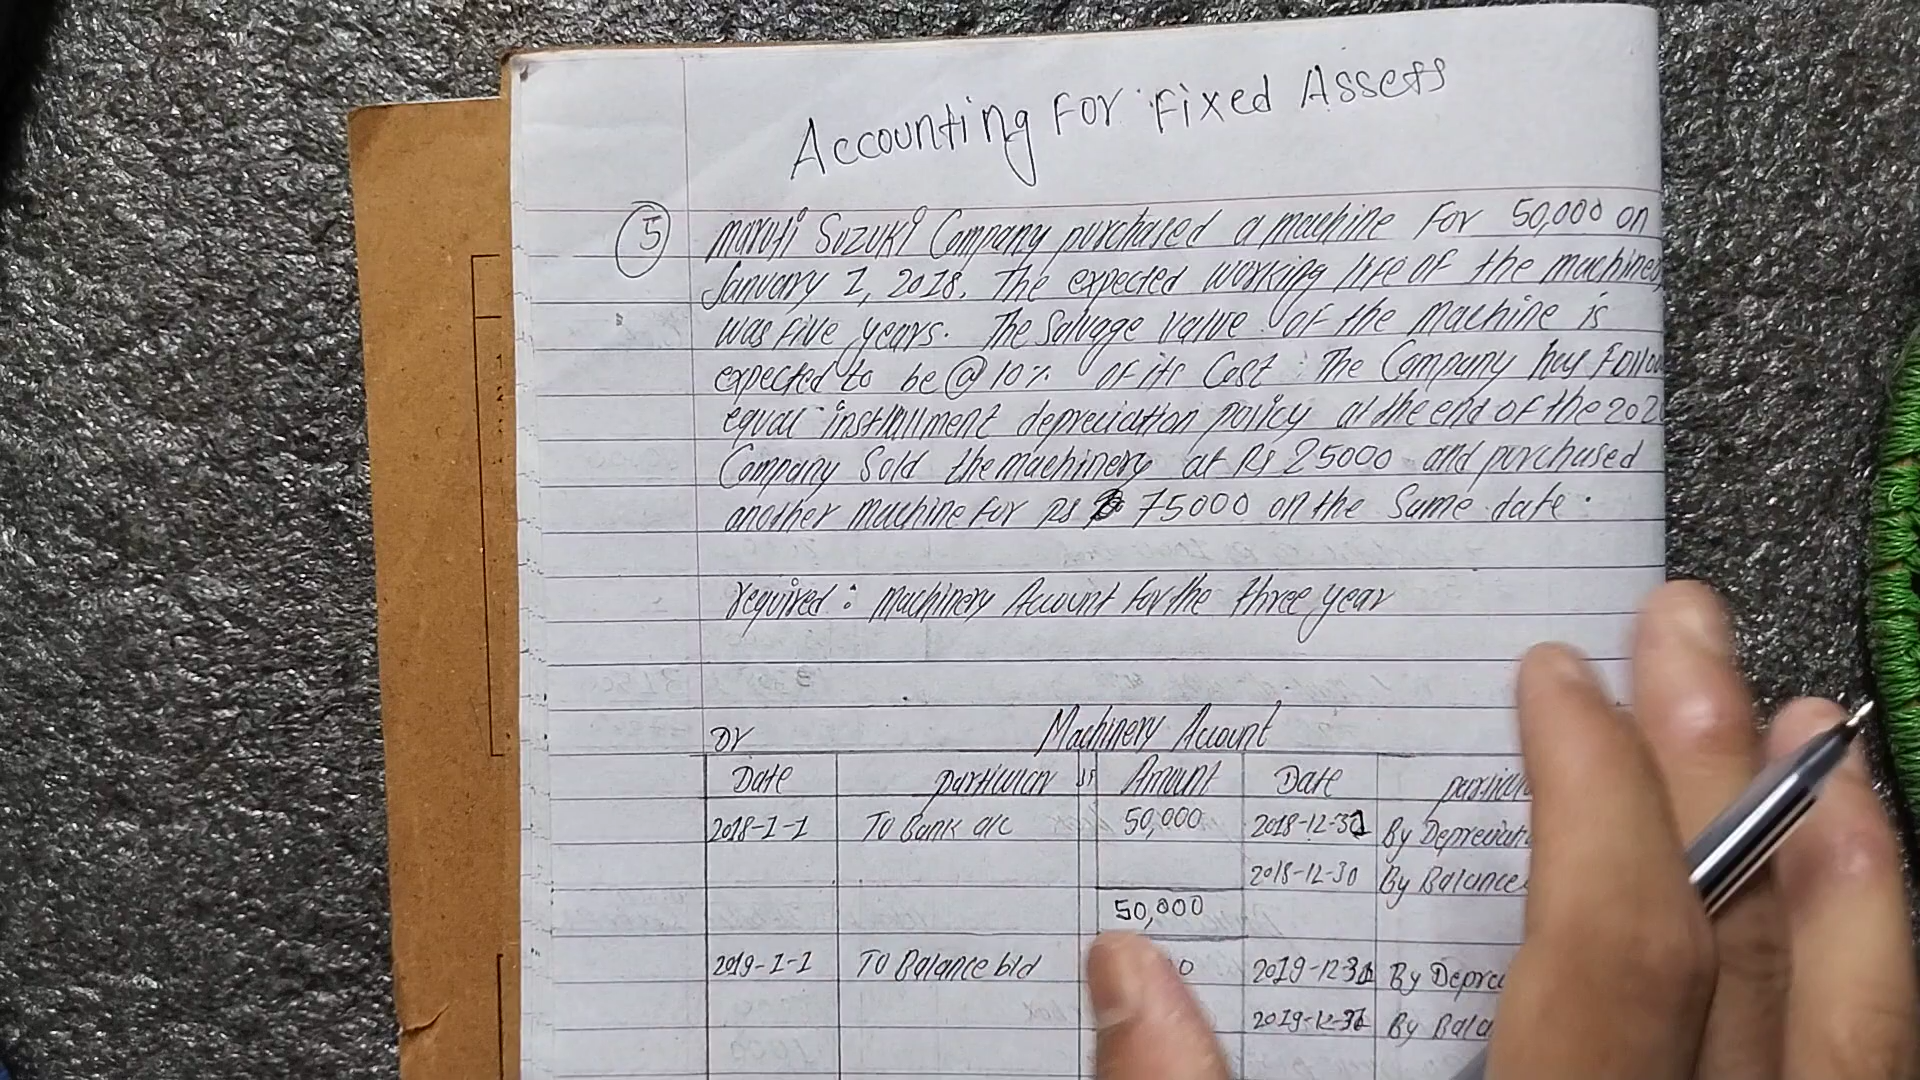 Accounting For Fixed Assets
5 Maruti Suzuki Company purchased a machine For 50,000 on
January 1, 2018. The expected working life of the machine
was five years. The Salvage value of the machine is
expected to be @ 10% of its Cost. The Company has Follow
equal installment depreciation policy at the end of the 202
Company Sold the machinery at Rs 25000 and purchased
another machine for Rs 75000 on the Same date.
required: Machinery Account For the three year
Dr Machinery Account
Date particular Amount Date
2018-1-1 To Bank a/c 50,000 2018-12-31 By
2018-12-30 By Balance
50,000
2019-1-1 To Balance b/d 2019-12-31 By
2019-12-31 By